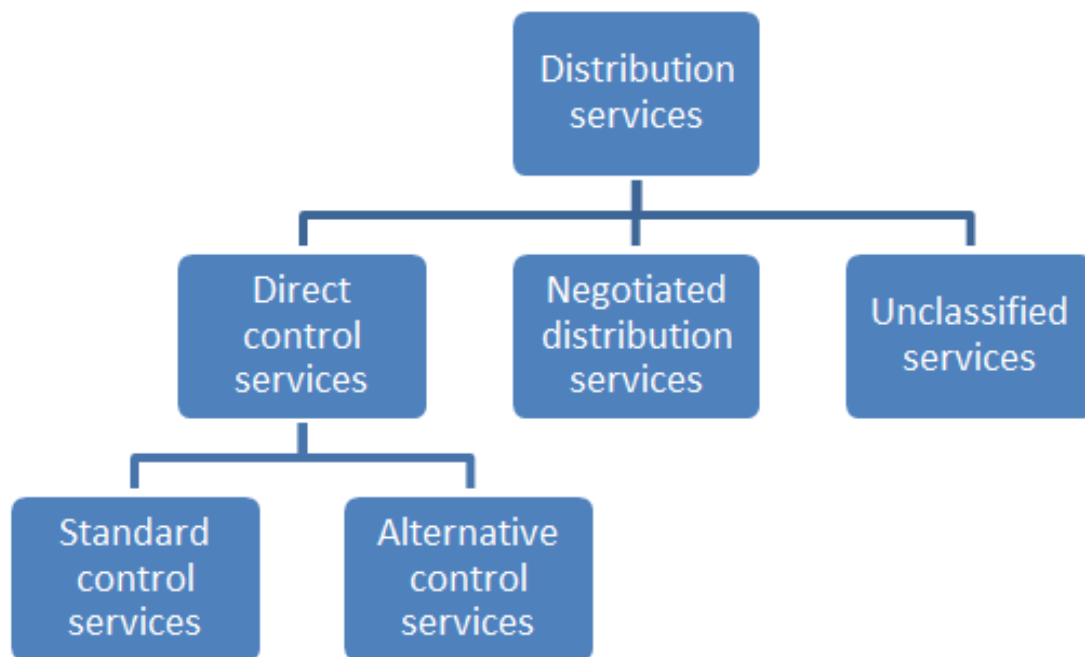 Distribution
services
Direct
control
services
Negotiated
distribution
services
Unclassified
services
Standard
control
services
Alternative
control
services